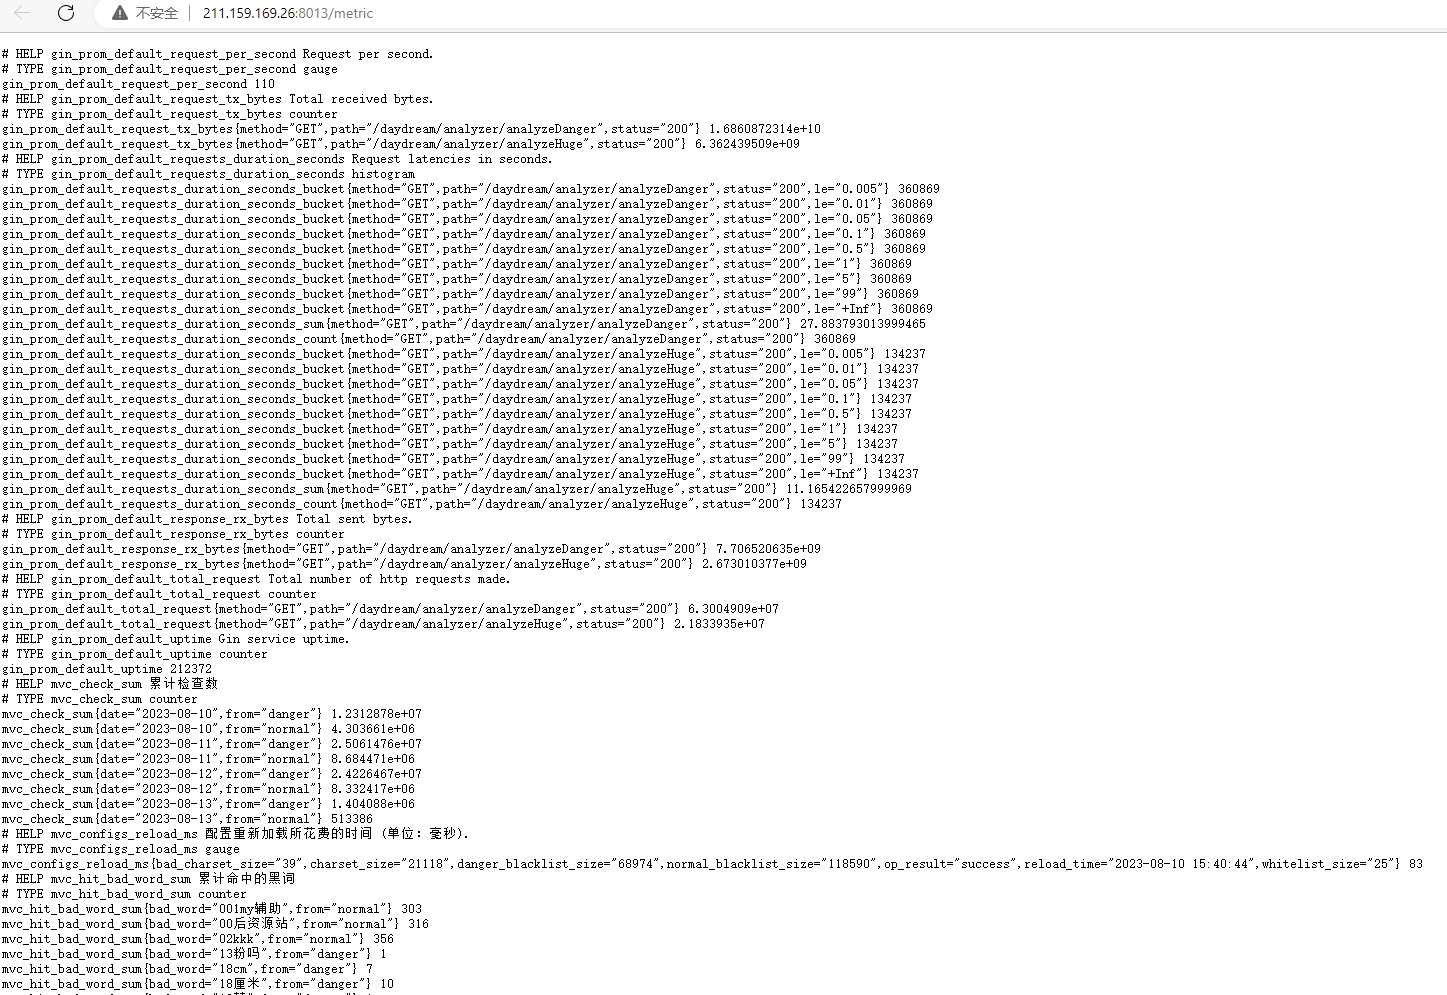 不安全 211.159.169.26:8013/metric
# HELP gin_prom_default_request_per_second Request per second.
# TYPE gin_prom_default_request_per_second gauge
gin_prom_default_request_per_second 110
# HELP gin_prom_default_request_tx_bytes Total received bytes.
# TYPE gin_prom_default_request_tx_bytes counter
gin_prom_default_request_tx_bytes{method="GET",path="/daydream/analyzer/analyzeDanger",status="200"} 1.6860872314e+10
gin_prom_default_request_tx_bytes{method="GET",path="/daydream/analyzer/analyzeHuge",status="200"} 6.362439509e+09
# HELP gin_prom_default_requests_duration_seconds Request latencies in seconds.
# TYPE gin_prom_default_requests_duration_seconds histogram
gin_prom_default_requests_duration_seconds_bucket{method="GET",path="/daydream/analyzer/analyzeDanger",status="200",le="0.005"} 360869
gin_prom_default_requests_duration_seconds_bucket{method="GET",path="/daydream/analyzer/analyzeDanger",status="200",le="0.01"} 360869
gin_prom_default_requests_duration_seconds_bucket{method="GET",path="/daydream/analyzer/analyzeDanger",status="200",le="0.05"} 360869
gin_prom_default_requests_duration_seconds_bucket{method="GET",path="/daydream/analyzer/analyzeDanger",status="200",le="0.1"} 360869
gin_prom_default_requests_duration_seconds_bucket{method="GET",path="/daydream/analyzer/analyzeDanger",status="200",le="0.5"} 360869
gin_prom_default_requests_duration_seconds_bucket{method="GET",path="/daydream/analyzer/analyzeDanger",status="200",le="1"} 360869
gin_prom_default_requests_duration_seconds_bucket{method="GET",path="/daydream/analyzer/analyzeDanger",status="200",le="5"} 360869
gin_prom_default_requests_duration_seconds_bucket{method="GET",path="/daydream/analyzer/analyzeDanger",status="200",le="99"} 360869
gin_prom_default_requests_duration_seconds_bucket{method="GET",path="/daydream/analyzer/analyzeDanger",status="200",le="+Inf"} 360869
gin_prom_default_requests_duration_seconds_sum{method="GET",path="/daydream/analyzer/analyzeDanger",status="200"} 27.883793013999465
gin_prom_default_requests_duration_seconds_count{method="GET",path="/daydream/analyzer/analyzeDanger",status="200"} 360869
gin_prom_default_requests_duration_seconds_bucket{method="GET",path="/daydream/analyzer/analyzeHuge",status="200",le="0.005"} 134237
gin_prom_default_requests_duration_seconds_bucket{method="GET",path="/daydream/analyzer/analyzeHuge",status="200",le="0.01"} 134237
gin_prom_default_requests_duration_seconds_bucket{method="GET",path="/daydream/analyzer/analyzeHuge",status="200",le="0.05"} 134237
gin_prom_default_requests_duration_seconds_bucket{method="GET",path="/daydream/analyzer/analyzeHuge",status="200",le="0.1"} 134237
gin_prom_default_requests_duration_seconds_bucket{method="GET",path="/daydream/analyzer/analyzeHuge",status="200",le="0.5"} 134237
gin_prom_default_requests_duration_seconds_bucket{method="GET",path="/daydream/analyzer/analyzeHuge",status="200",le="1"} 134237
gin_prom_default_requests_duration_seconds_bucket{method="GET",path="/daydream/analyzer/analyzeHuge",status="200",le="5"} 134237
gin_prom_default_requests_duration_seconds_bucket{method="GET",path="/daydream/analyzer/analyzeHuge",status="200",le="99"} 134237
gin_prom_default_requests_duration_seconds_bucket{method="GET",path="/daydream/analyzer/analyzeHuge",status="200",le="+Inf"} 134237
gin_prom_default_requests_duration_seconds_sum{method="GET",path="/daydream/analyzer/analyzeHuge",status="200"} 11.165422657999969
gin_prom_default_requests_duration_seconds_count{method="GET",path="/daydream/analyzer/analyzeHuge",status="200"} 134237
# HELP gin_prom_default_response_rx_bytes Total sent bytes.
# TYPE gin_prom_default_response_rx_bytes counter
gin_prom_default_response_rx_bytes{method="GET",path="/daydream/analyzer/analyzeDanger",status="200"} 7.706520635e+09
gin_prom_default_response_rx_bytes{method="GET",path="/daydream/analyzer/analyzeHuge",status="200"} 2.673010377e+09
# HELP gin_prom_default_total_request Total number of http requests made.
# TYPE gin_prom_default_total_request counter
gin_prom_default_total_request{method="GET",path="/daydream/analyzer/analyzeDanger",status="200"} 6.3004909e+07
gin_prom_default_total_request{method="GET",path="/daydream/analyzer/analyzeHuge",status="200"} 2.1833935e+07
# HELP gin_prom_default_uptime Gin service uptime.
# TYPE gin_prom_default_uptime counter
gin_prom_default_uptime 212372
# HELP mvc_check_sum 累计检查数
# TYPE mvc_check_sum counter
mvc_check_sum{date="2023-08-10",from="danger"} 1.2312878e+07
mvc_check_sum{date="2023-08-10",from="normal"} 4.303661e+06
mvc_check_sum{date="2023-08-11",from="danger"} 2.5061476e+07
mvc_check_sum{date="2023-08-11",from="normal"} 8.684471e+06
mvc_check_sum{date="2023-08-12",from="danger"} 2.4226467e+07
mvc_check_sum{date="2023-08-12",from="normal"} 8.332417e+06
mvc_check_sum{date="2023-08-13",from="danger"} 1.404088e+06
mvc_check_sum{date="2023-08-13",from="normal"} 513386
# HELP mvc_configs_reload_ms 配置重新加载所花费的时间 (单位: 毫秒).
# TYPE mvc_configs_reload_ms gauge
mvc_configs_reload_ms{bad_charset_size="39",charset_size="21118",danger_blacklist_size="68974",normal_blacklist_size="118590",op_result="success",reload_time="2023-08-10 15:40:44",whitelist_size="25"} 83
# HELP mvc_hit_bad_word_sum 累计命中的黑词
# TYPE mvc_hit_bad_word_sum counter
mvc_hit_bad_word_sum{bad_word="001my辅助",from="normal"} 303
mvc_hit_bad_word_sum{bad_word="00后资源站",from="normal"} 316
mvc_hit_bad_word_sum{bad_word="02kkk",from="normal"} 356
mvc_hit_bad_word_sum{bad_word="13粉吗",from="danger"} 1
mvc_hit_bad_word_sum{bad_word="18cm",from="danger"} 7
mvc_hit_bad_word_sum{bad_word="18厘米",from="danger"} 10